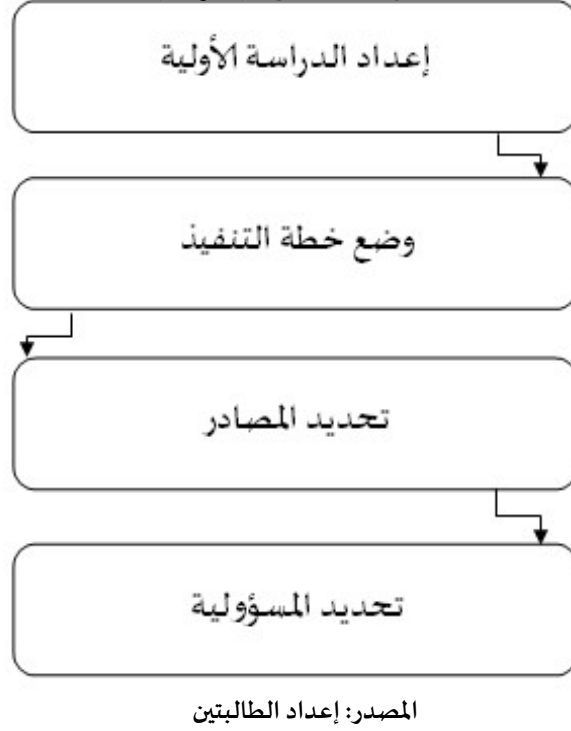 إعداد الدراسة الأولية
وضع خطة التنفيذ
تحديد المصادر
تحديد المسؤولية
المصدر: إعداد الطالبتين